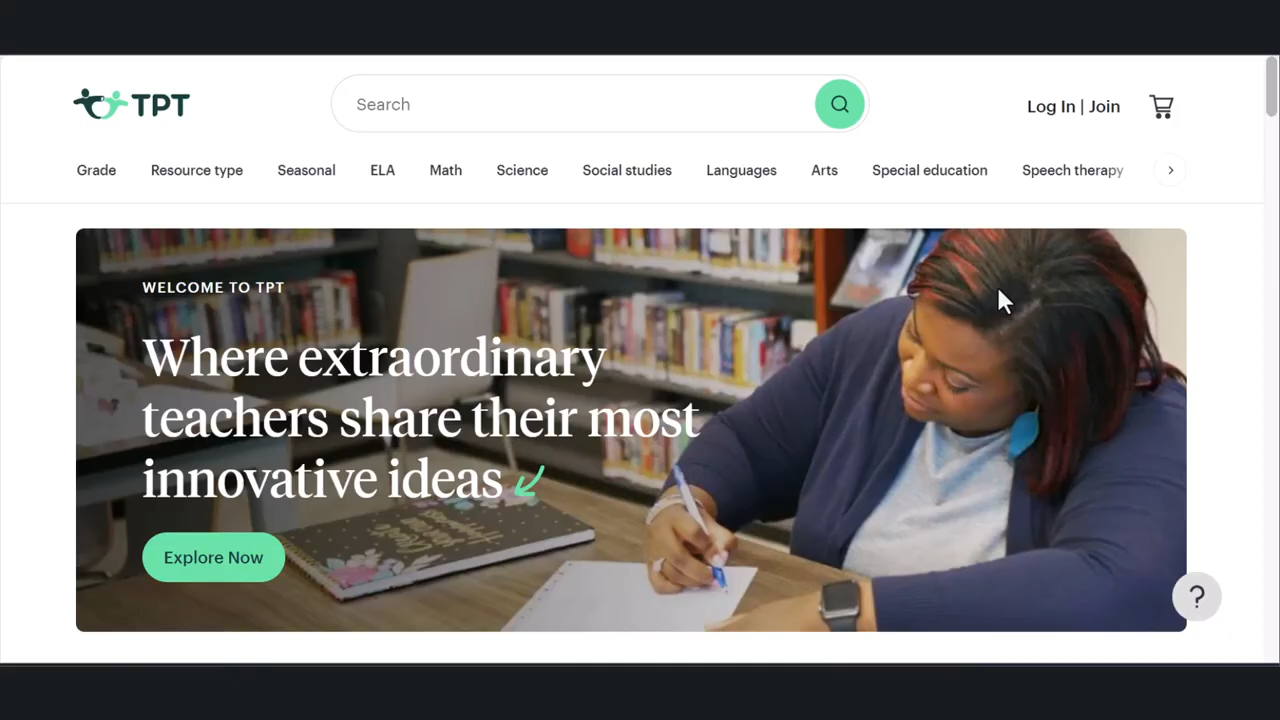 TPT
Search
Log In | Join
Grade
Resource type
Seasonal
ELA
Math
Science
Social studies
Languages
Arts
Special education
Speech therapy
WELCOME TO TPT
Where extraordinary
teachers share their most
innovative ideas
Explore Now
?